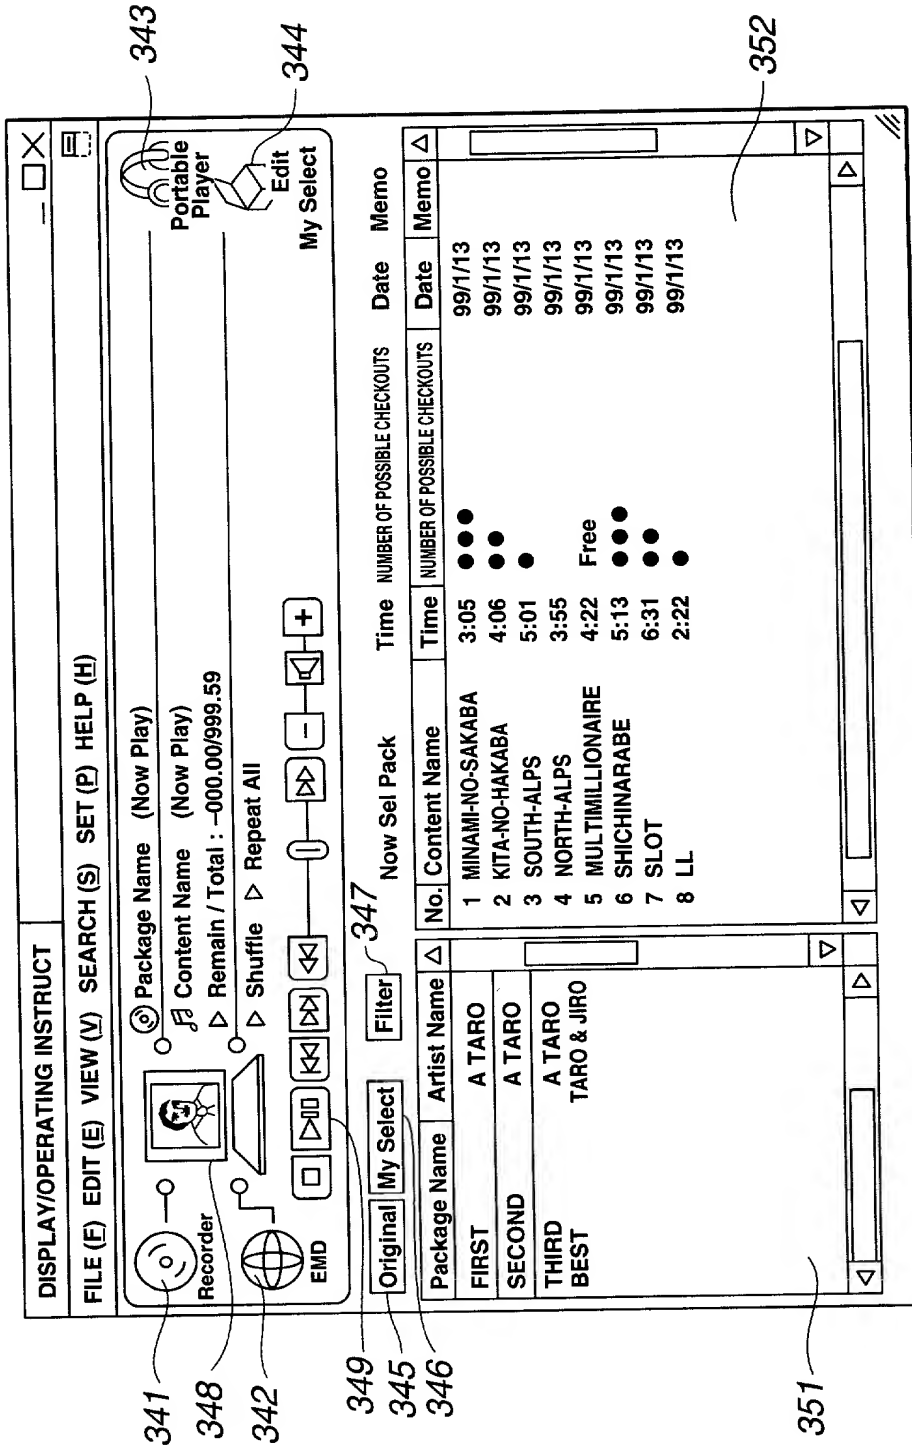 DISPLAY/OPERATING INSTRUCT
FILE (F) EDIT (E) VIEW (V) SEARCH (S) SET (P) HELP (H)
Recorder
EMD
Package Name (Now Play)
Content Name (Now Play)
Remain / Total : –000.00/999.59
Shuffle Repeat All
Portable
Player
Edit
My Select
Original My Select Filter
Now Sel Pack Time NUMBER OF POSSIBLE CHECKOUTS Date Memo
Package Name Artist Name
FIRST A TARO
SECOND A TARO
THIRD A TARO
BEST TARO & JIRO
No. Content Name Time NUMBER OF POSSIBLE CHECKOUTS Date Memo
1 MINAMI-NO-SAKABA 3:05 ●●● 99/1/13
2 KITA-NO-HAKABA 4:06 ●● 99/1/13
3 SOUTH-ALPS 5:01 ● 99/1/13
4 NORTH-ALPS 3:55 99/1/13
5 MULTIMILLIONAIRE 4:22 Free 99/1/13
6 SHICHINARABE 5:13 ●●● 99/1/13
7 SLOT 6:31 ●● 99/1/13
8 LL 2:22 ● 99/1/13
341
348
342
349
345
346
351
347
343
344
352